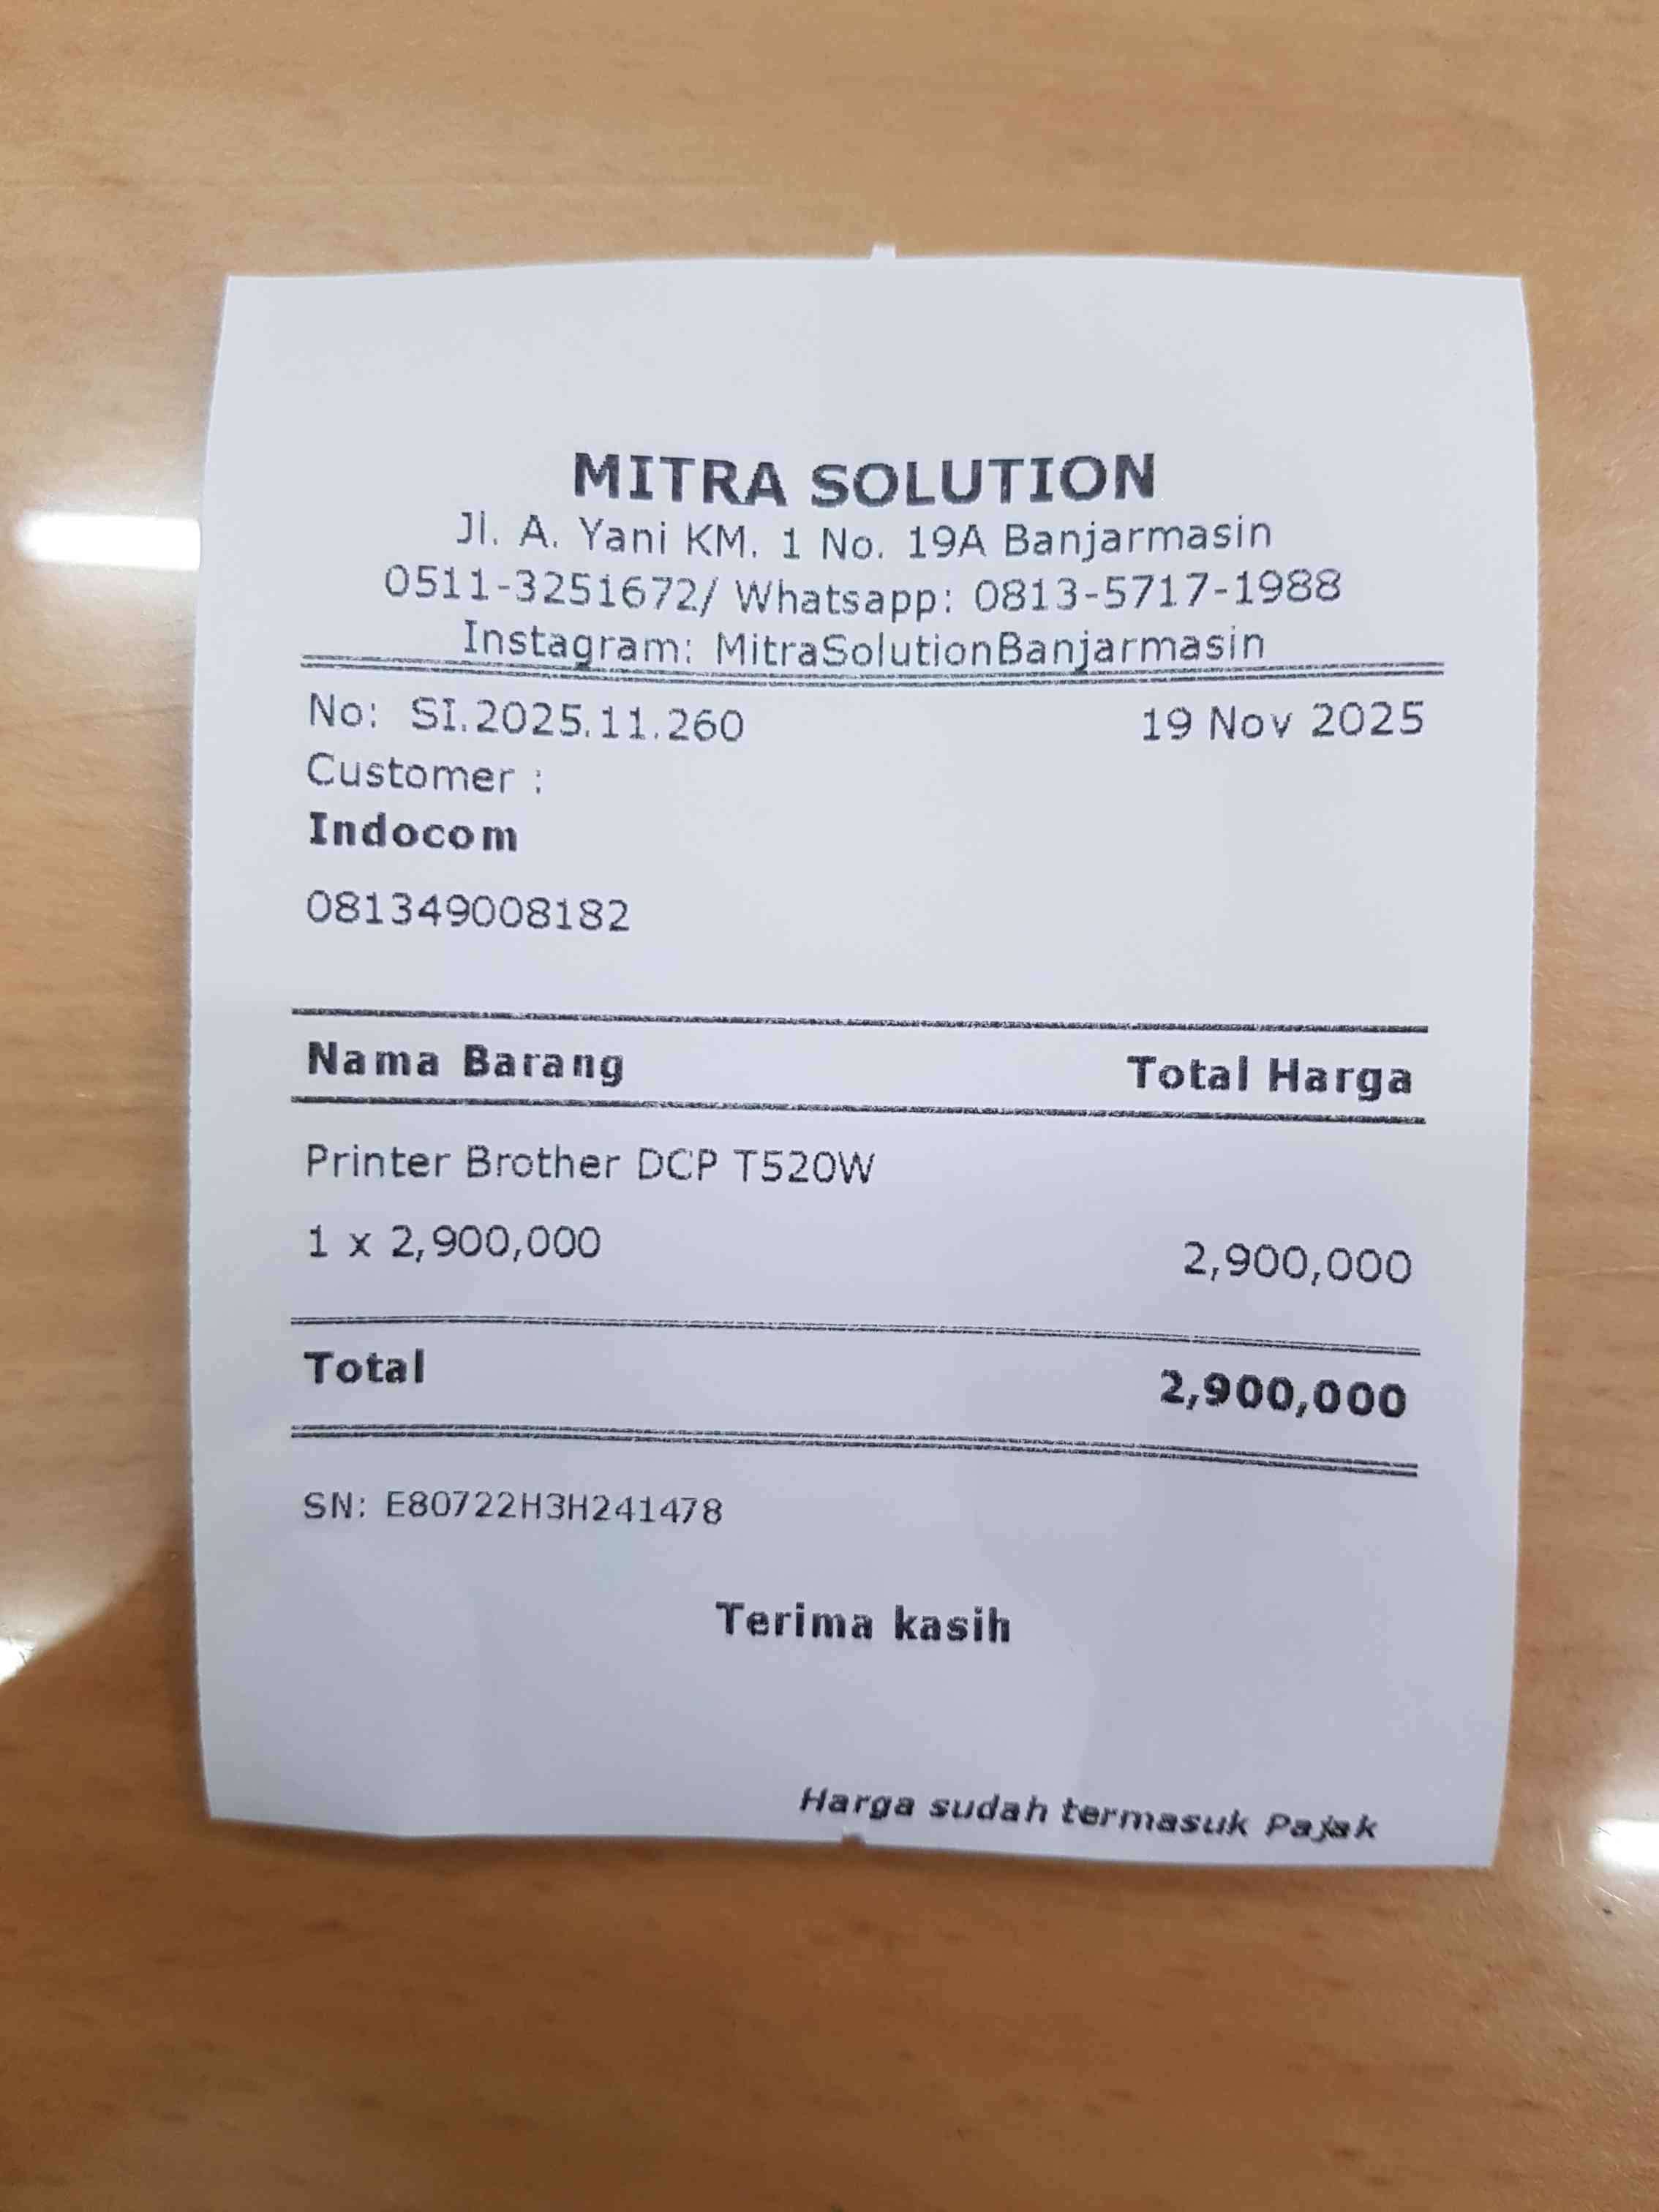 MITRA SOLUTION
Jl. A. Yani KM. 1 No. 19A Banjarmasin
0511-3251672/ Whatsapp: 0813-5717-1988
Instagram: MitraSolutionBanjarmasin
No: SI.2025.11.260 19 Nov 2025
Customer :
Indocom
081349008182
Nama Barang Total Harga
Printer Brother DCP T520W
1 x 2,900,000 2,900,000
Total 2,900,000
SN: E80722H3H241478
Terima kasih
Harga sudah termasuk Pajak